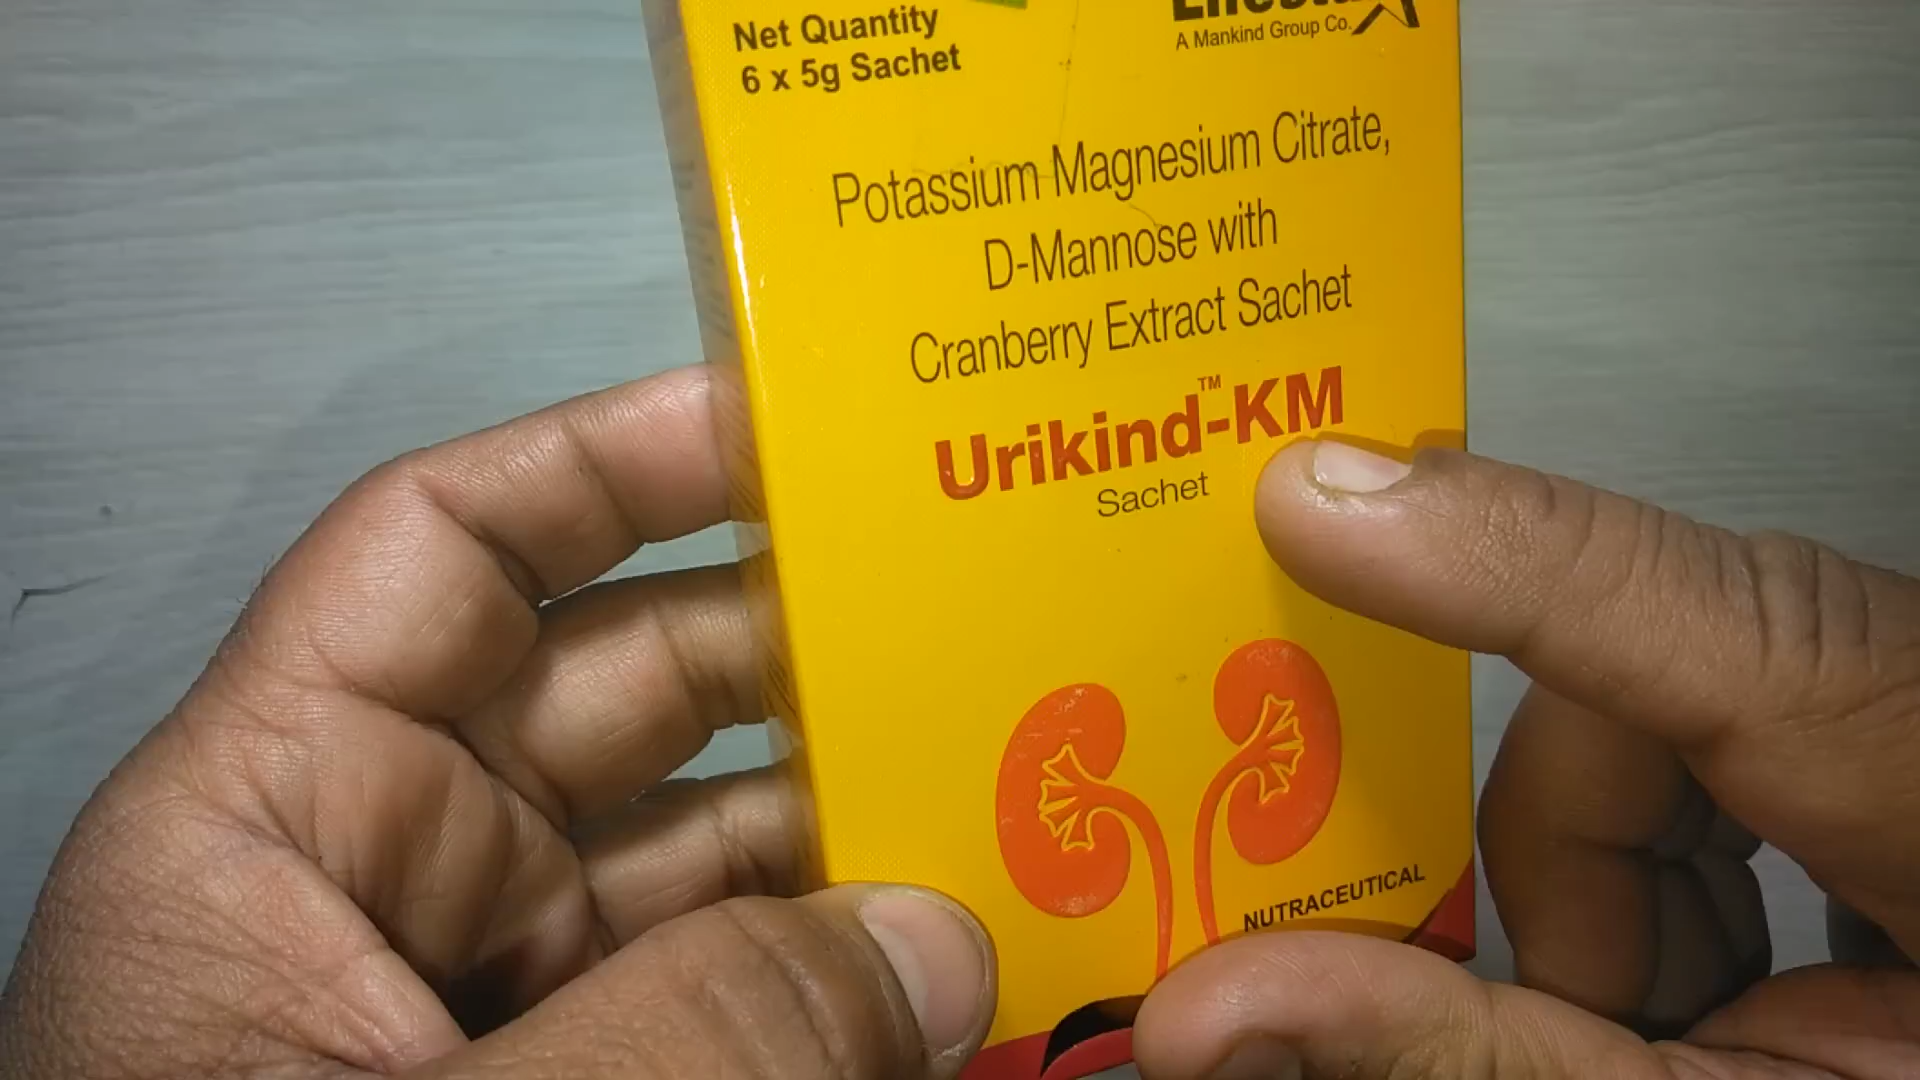 Net Quantity
6 x 5g Sachet
A Mankind Group Co.
Potassium Magnesium Citrate,
D-Mannose with
Cranberry Extract Sachet
Urikind™-KM
Sachet
NUTRACEUTICAL